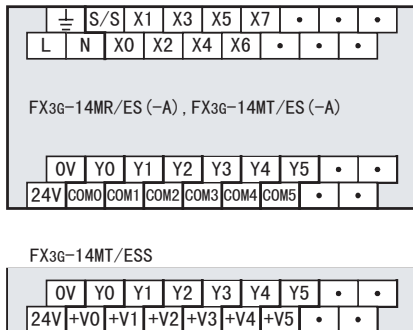 ⏚ S/S X1 X3 X5 X7 • • •
L N X0 X2 X4 X6 • • •
FX3G-14MR/ES(-A), FX3G-14MT/ES(-A)
0V Y0 Y1 Y2 Y3 Y4 Y5 • •
24V COM0 COM1 COM2 COM3 COM4 COM5 • •
FX3G-14MT/ESS
0V Y0 Y1 Y2 Y3 Y4 Y5 • •
24V +V0 +V1 +V2 +V3 +V4 +V5 • •